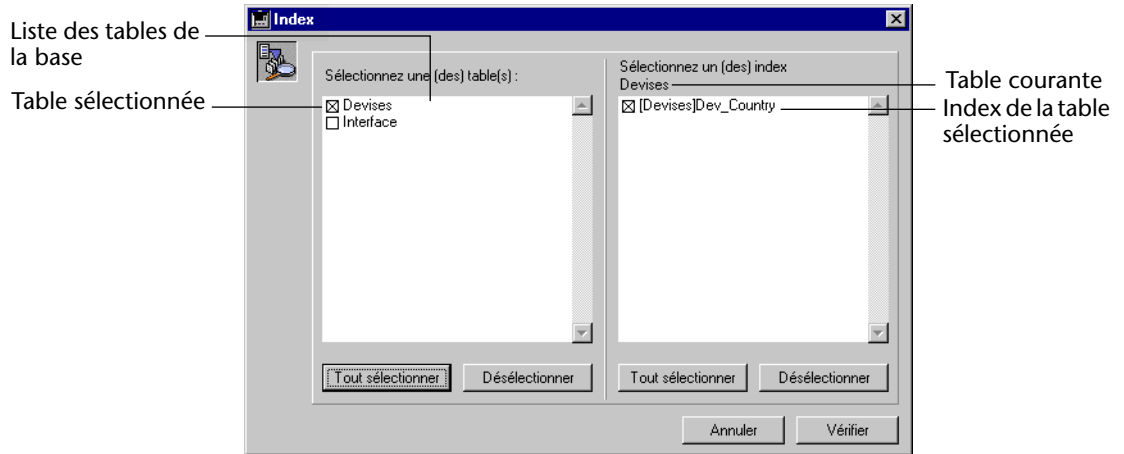 Index
Liste des tables de
la base
Table sélectionnée
Sélectionnez une (des) table(s) :
Devises
Interface
Sélectionnez un (des) index
Devises
[Devises]Dev_Country
Table courante
Index de la table
sélectionnée
Tout sélectionner
Désélectionner
Tout sélectionner
Désélectionner
Annuler
Vérifier